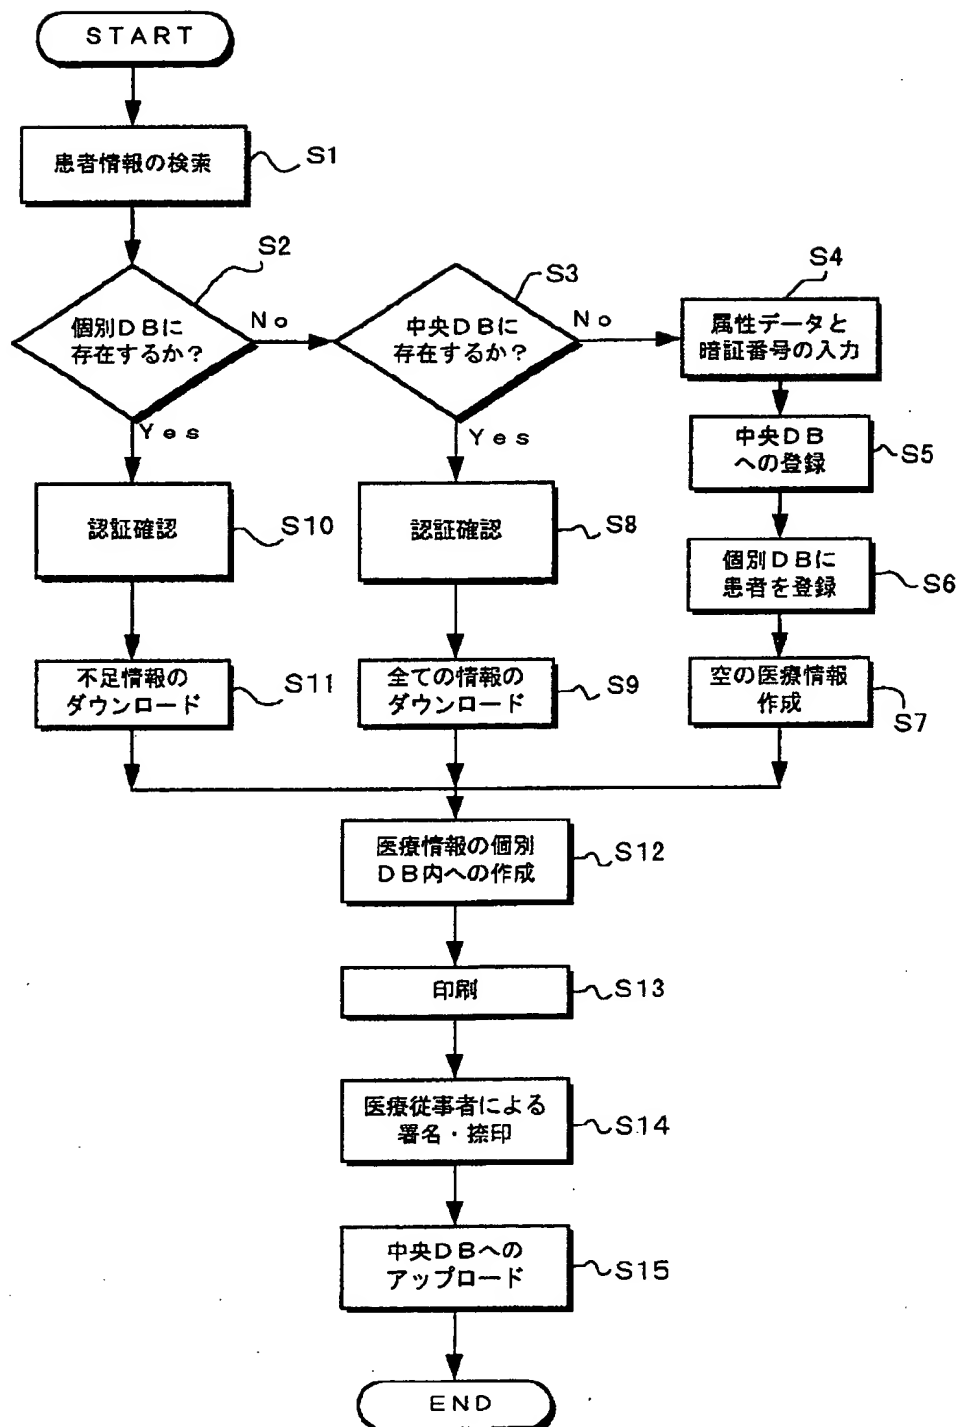 START
患者情報の検索
S1
S2
個別DBに
存在するか?
No
Yes
S3
中央DBに
存在するか?
No
Yes
S4
属性データと
暗証番号の入力
中央DB
への登録
S5
個別DBに
患者を登録
S6
空の医療情報
作成
S7
認証確認
S10
認証確認
S8
不足情報の
ダウンロード
S11
全ての情報の
ダウンロード
S9
医療情報の個別
DB内への作成
S12
印刷
S13
医療従事者による
署名・捺印
S14
中央DBへの
アップロード
S15
END